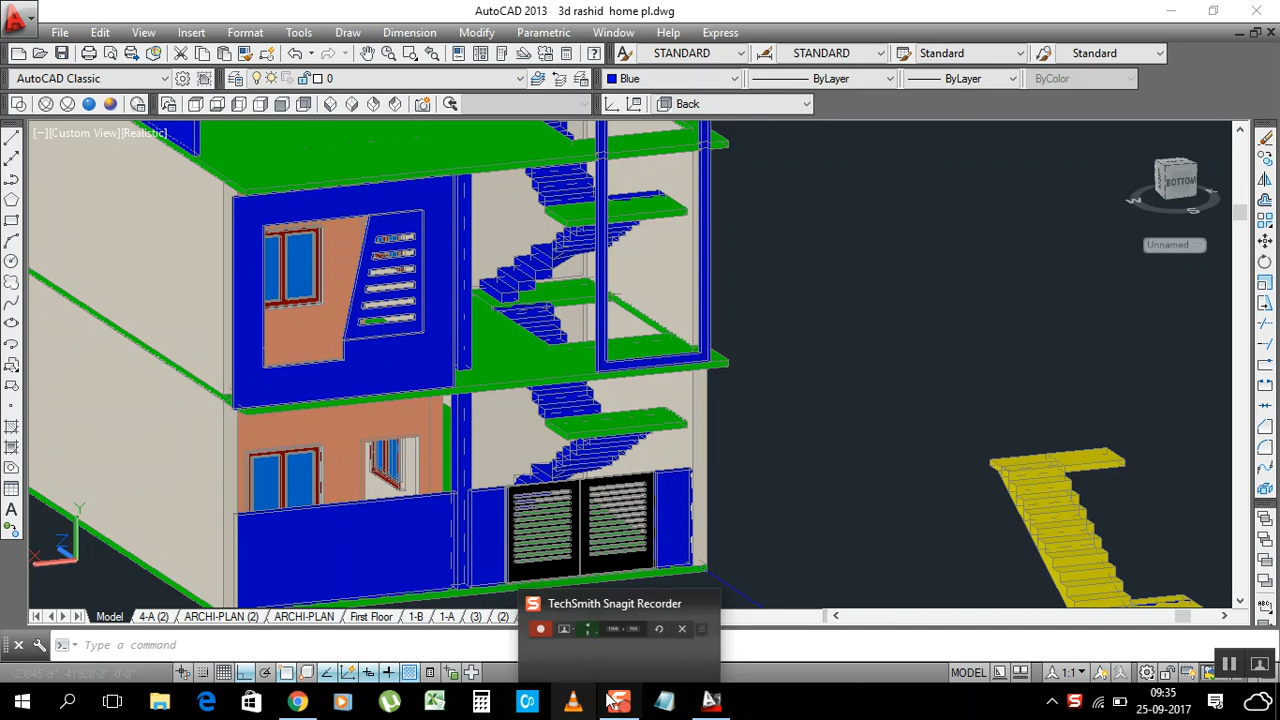 AutoCAD 2013   3d rashid  home pl.dwg
File Edit View Insert Format Tools Draw Dimension Modify Parametric Window Help Express
STANDARD STANDARD Standard Standard
AutoCAD Classic 0 Blue ByLayer ByLayer ByColor
Back
[−][Custom View][Realistic]
BOTTOM
W
Unnamed
Y
Z
X
Model 4-A (2) ARCHI-PLAN (2) ARCHI-PLAN First Floor 1-B 1-A (3) (2)
TechSmith Snagit Recorder
Type a command
MODEL 1:1
09:35
25-09-2017